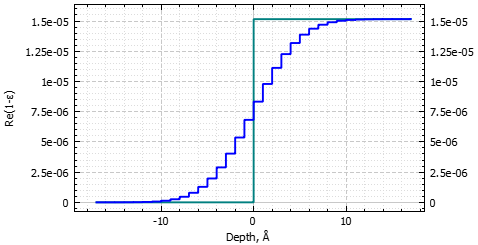 1.5e-05 1.5e-05
1.25e-05 1.25e-05
1e-05 1e-05
Re(1-ε)
7.5e-06 7.5e-06
5e-06 5e-06
2.5e-06 2.5e-06
0 0
-10 0 10
Depth, Å